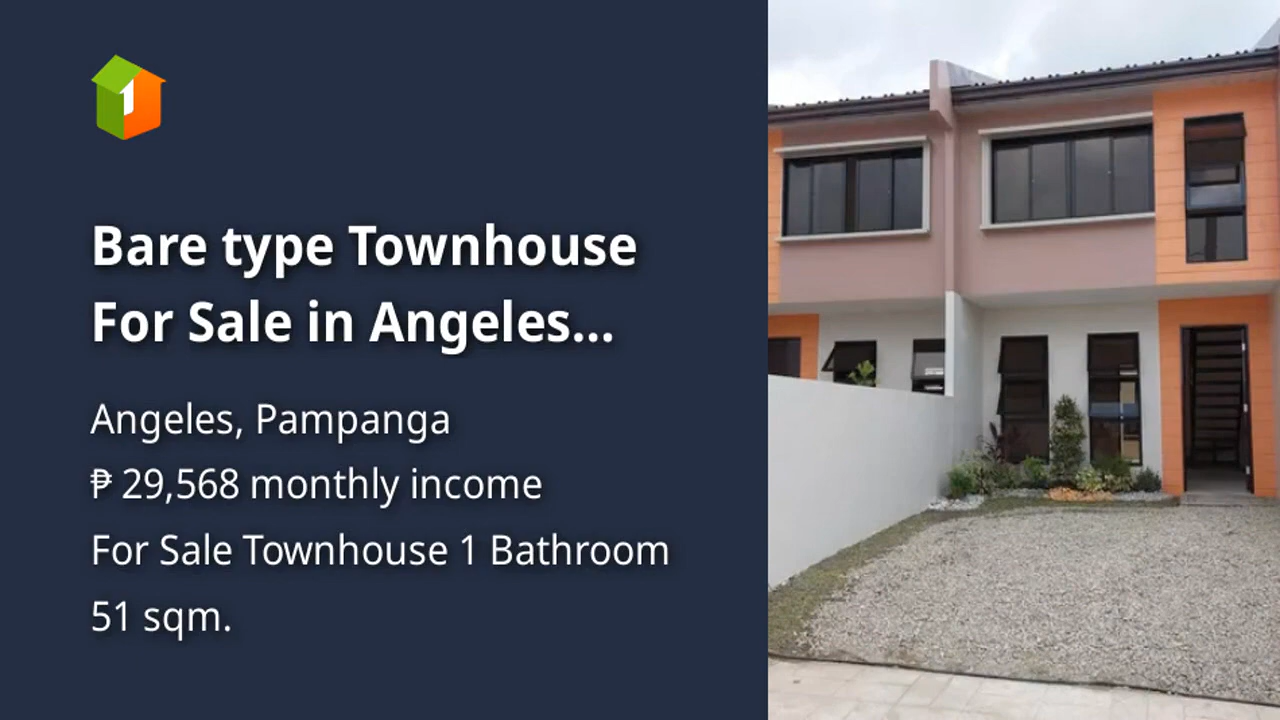 Bare type Townhouse
For Sale in Angeles...
Angeles, Pampanga
₱ 29,568 monthly income
For Sale Townhouse 1 Bathroom
51 sqm.